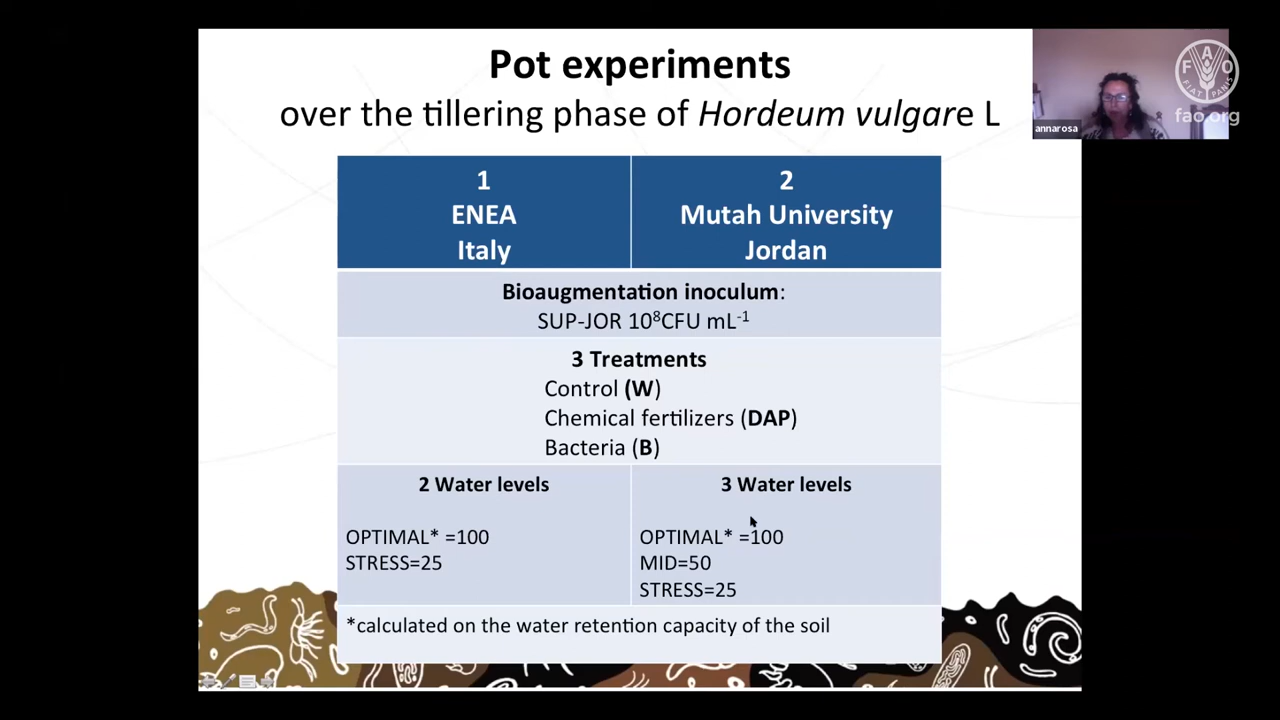 Pot experiments
over the tillering phase of Hordeum vulgare L
1
ENEA
Italy
2
Mutah University
Jordan
Bioaugmentation inoculum:
SUP-JOR 10⁸CFU mL⁻¹
3 Treatments
Control (W)
Chemical fertilizers (DAP)
Bacteria (B)
2 Water levels
OPTIMAL* =100
STRESS=25
3 Water levels
OPTIMAL* =100
MID=50
STRESS=25
*calculated on the water retention capacity of the soil
annarosa
F A O
FIAT PANIS
fao.org